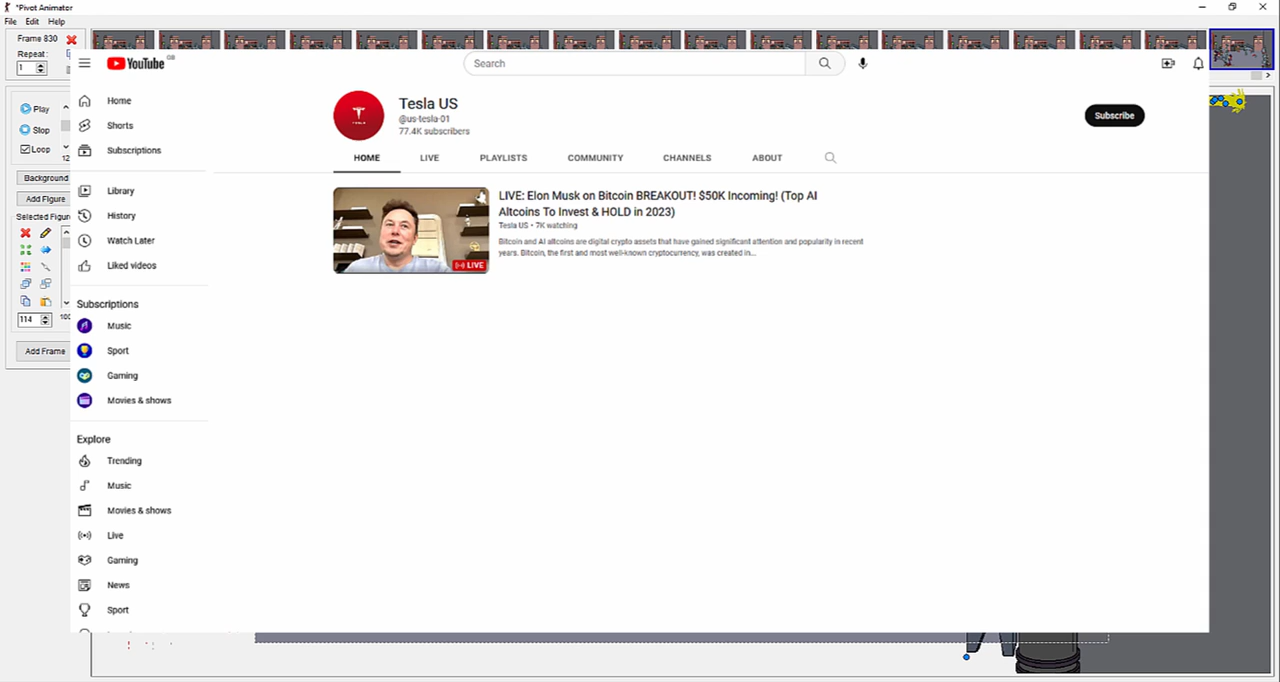 *Pivot Animator
File Edit Help
Frame 830
Repeat:
1
Play
Stop
Loop
12
Background
Add Figure
Selected Figure
114
100
Add Frame
YouTube GB
Search
Home
Shorts
Subscriptions
Library
History
Watch Later
Liked videos
Subscriptions
Music
Sport
Gaming
Movies & shows
Explore
Trending
Music
Movies & shows
Live
Gaming
News
Sport
Tesla US
@us-tesla-01
77.4K subscribers
Subscribe
HOME LIVE PLAYLISTS COMMUNITY CHANNELS ABOUT
LIVE
LIVE: Elon Musk on Bitcoin BREAKOUT! $50K Incoming! (Top AI
Altcoins To Invest & HOLD in 2023)
Tesla US • 7K watching
Bitcoin and AI altcoins are digital crypto assets that have gained significant attention and popularity in recent
years. Bitcoin, the first and most well-known cryptocurrency, was created in...